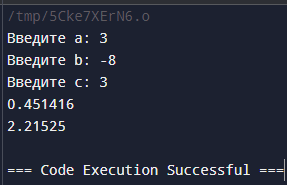 /tmp/5Cke7XErN6.o
Введите a: 3
Введите b: -8
Введите c: 3
0.451416
2.21525
=== Code Execution Successful ===